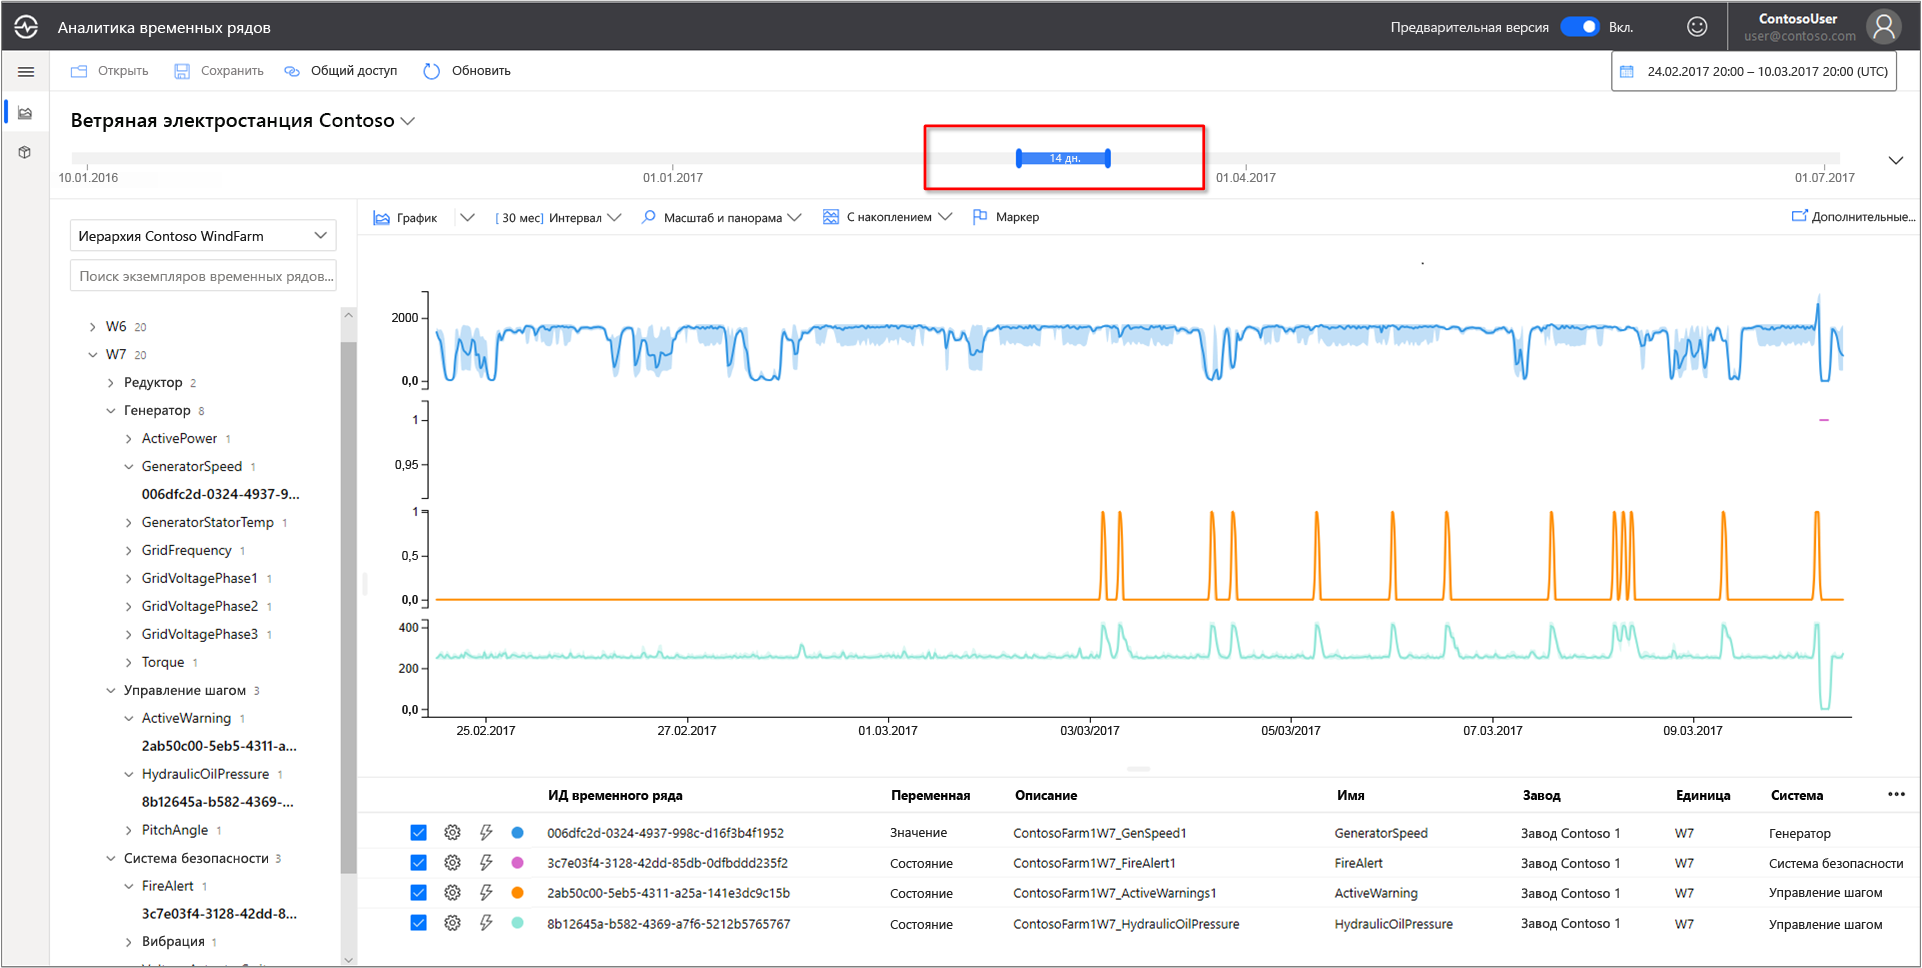 Аналитика временных рядов
Предварительная версия Вкл.
ContosoUser
user@contoso.com
Открыть Сохранить Общий доступ Обновить
24.02.2017 20:00 – 10.03.2017 20:00 (UTC)
Ветряная электростанция Contoso
14 дн.
10.01.2016 01.01.2017 01.04.2017 01.07.2017
График [ 30 мес] Интервал Масштаб и панорама С накоплением Маркер Дополнительные...
Иерархия Contoso WindFarm
Поиск экземпляров временных рядов...
W6 20
W7 20
Редуктор 2
Генератор 8
ActivePower 1
GeneratorSpeed 1
006dfc2d-0324-4937-9...
GeneratorStatorTemp 1
GridFrequency 1
GridVoltagePhase1 1
GridVoltagePhase2 1
GridVoltagePhase3 1
Torque 1
Управление шагом 3
ActiveWarning 1
2ab50c00-5eb5-4311-a...
HydraulicOilPressure 1
8b12645a-b582-4369-...
PitchAngle 1
Система безопасности 3
FireAlert 1
3c7e03f4-3128-42dd-8...
Вибрация 1
2000
0,0
1
0,95
1
0,5
0,0
400
200
0,0
25.02.2017 27.02.2017 01.03.2017 03/03/2017 05/03/2017 07.03.2017 09.03.2017
ИД временного ряда Переменная Описание Имя Завод Единица Система
006dfc2d-0324-4937-998c-d16f3b4f1952 Значение ContosoFarm1W7_GenSpeed1 GeneratorSpeed Завод Contoso 1 W7 Генератор
3c7e03f4-3128-42dd-85db-0dfbddd235f2 Состояние ContosoFarm1W7_FireAlert1 FireAlert Завод Contoso 1 W7 Система безопасности
2ab50c00-5eb5-4311-a25a-141e3dc9c15b Состояние ContosoFarm1W7_ActiveWarnings1 ActiveWarning Завод Contoso 1 W7 Управление шагом
8b12645a-b582-4369-a7f6-5212b5765767 Состояние ContosoFarm1W7_HydraulicOilPressure HydraulicOilPressure Завод Contoso 1 W7 Управление шагом